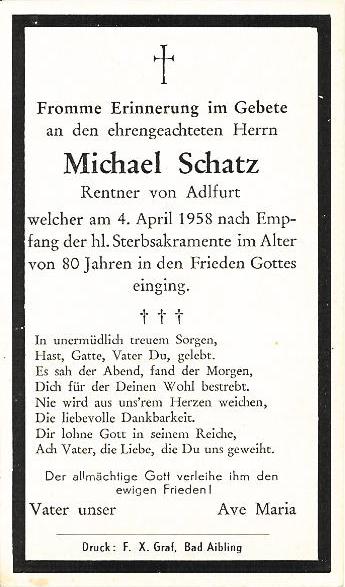 Fromme Erinnerung im Gebete
an den ehrengeachteten Herrn
Michael Schatz
Rentner von Adlfurt
welcher am 4. April 1958 nach Emp-
fang der hl. Sterbsakramente im Alter
von 80 Jahren in den Frieden Gottes
einging.
† † †
In unermüdlich treuem Sorgen,
Hast, Gatte, Vater Du, gelebt.
Es sah der Abend, fand der Morgen,
Dich für der Deinen Wohl bestrebt.
Nie wird aus uns'rem Herzen weichen,
Die liebevolle Dankbarkeit.
Dir lohne Gott in seinem Reiche,
Ach Vater, die Liebe, die Du uns geweiht.
Der allmächtige Gott verleihe ihm den
ewigen Frieden!
Vater unser Ave Maria
Druck: F. X. Graf, Bad Aibling